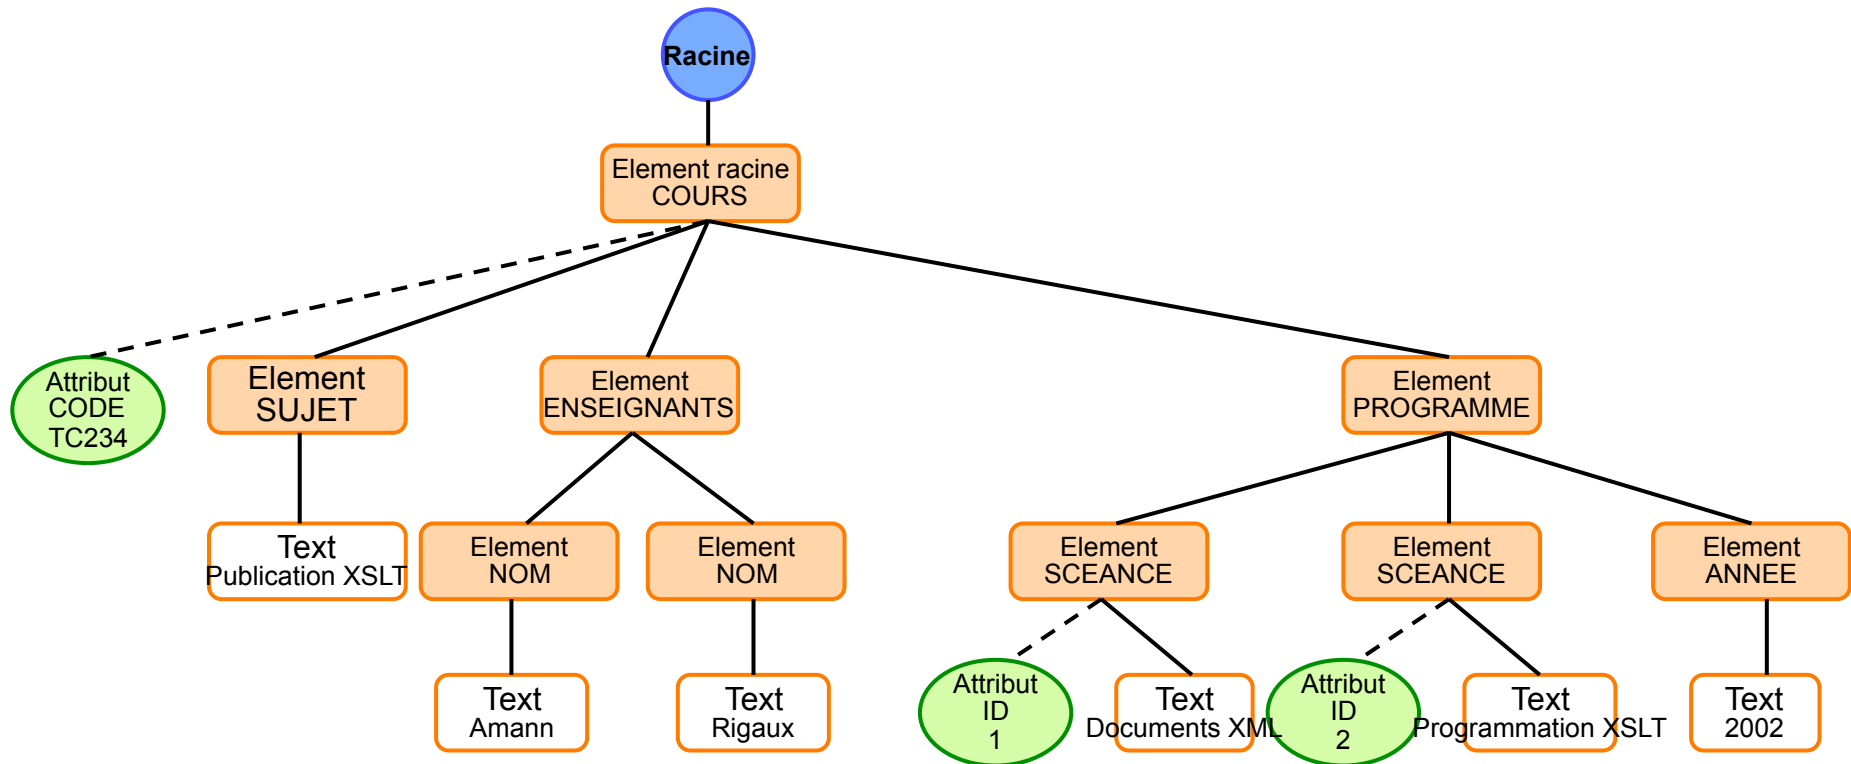 Racine
Element racine
COURS
Attribut
CODE
TC234
Element
SUJET
Element
ENSEIGNANTS
Element
PROGRAMME
Text
Publication XSLT
Element
NOM
Element
NOM
Element
SCEANCE
Element
SCEANCE
Element
ANNEE
Text
Amann
Text
Rigaux
Attribut
ID
1
Text
Documents XML
Attribut
ID
2
Text
Programmation XSLT
Text
2002